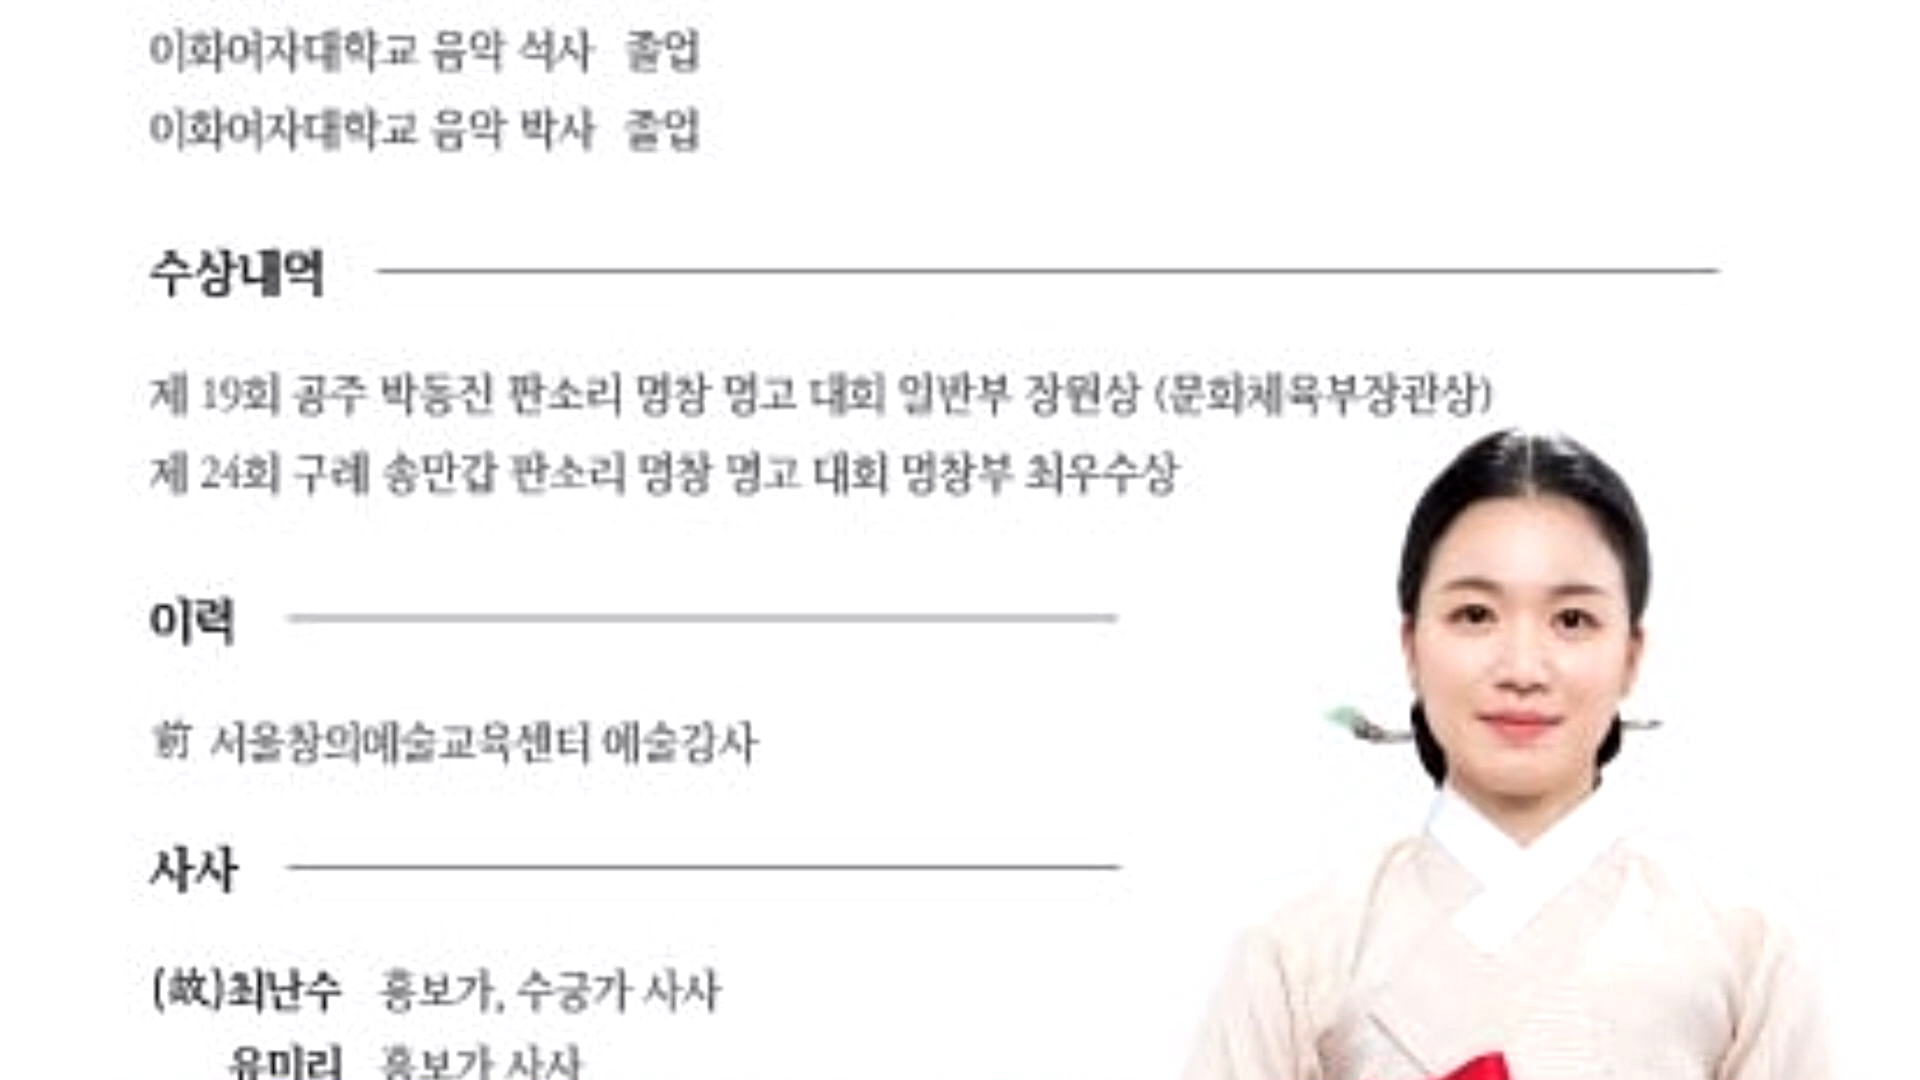 이화여자대학교 음악 석사 졸업
이화여자대학교 음악 박사 졸업
수상내역
제 19회 공주 박동진 판소리 명창 명고 대회 일반부 장원상 (문화체육부장관상)
제 24회 구례 송만갑 판소리 명창 명고 대회 명창부 최우수상
이력
前 서울창의예술교육센터 예술강사
사사
(故)최난수 흥보가, 수궁가 사사
유미리 흥보가 사사